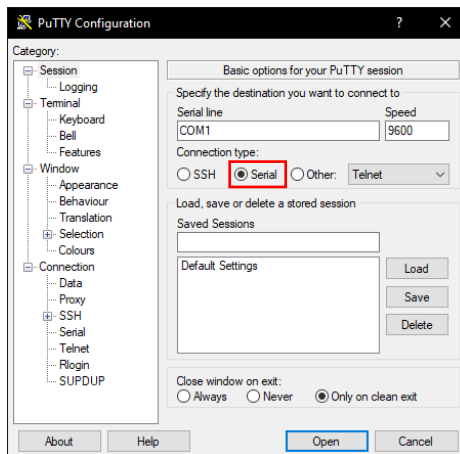 PuTTY Configuration ? ×
Category:
Session
Logging
Terminal
Keyboard
Bell
Features
Window
Appearance
Behaviour
Translation
Selection
Colours
Connection
Data
Proxy
SSH
Serial
Telnet
Rlogin
SUPDUP
Basic options for your PuTTY session
Specify the destination you want to connect to
Serial line Speed
COM1 9600
Connection type:
SSH Serial Other: Telnet
Load, save or delete a stored session
Saved Sessions
Default Settings
Load
Save
Delete
Close window on exit:
Always Never Only on clean exit
About Help Open Cancel